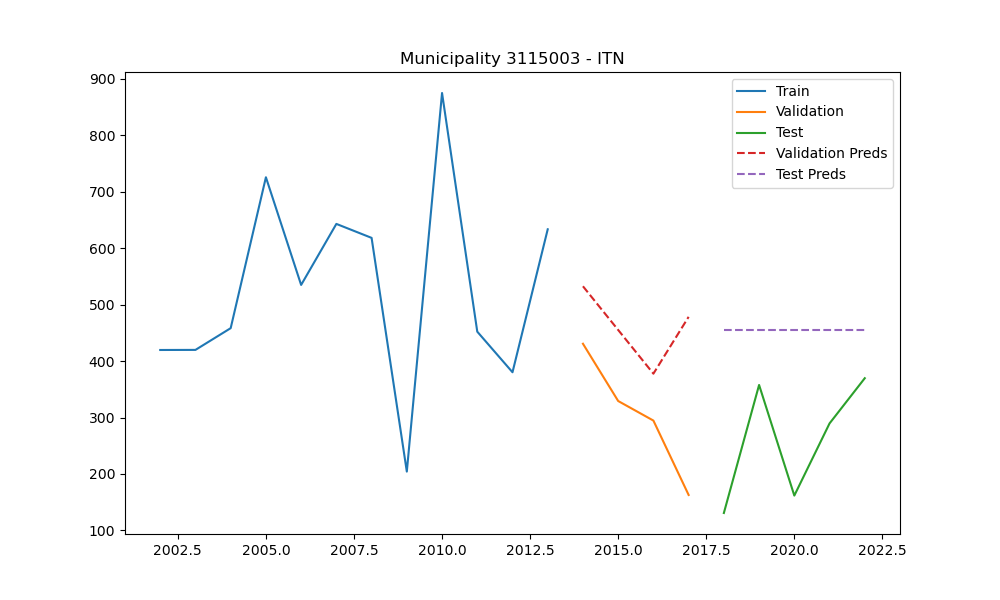 Municipality 3115003 - ITN
900
800
700
600
500
400
300
200
100
Train
Validation
Test
Validation Preds
Test Preds
2002.5 2005.0 2007.5 2010.0 2012.5 2015.0 2017.5 2020.0 2022.5